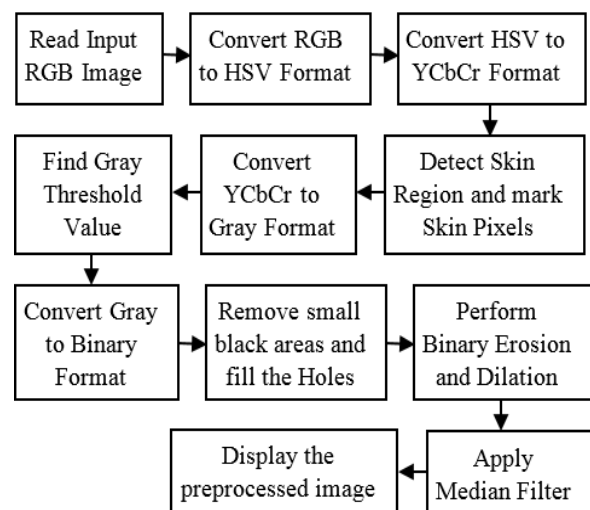 Read Input
RGB Image
Convert RGB
to HSV Format
Convert HSV to
YCbCr Format
Detect Skin
Region and mark
Skin Pixels
Convert
YCbCr to
Gray Format
Find Gray
Threshold
Value
Convert Gray
to Binary
Format
Remove small
black areas and
fill the Holes
Perform
Binary Erosion
and Dilation
Apply
Median Filter
Display the
preprocessed image